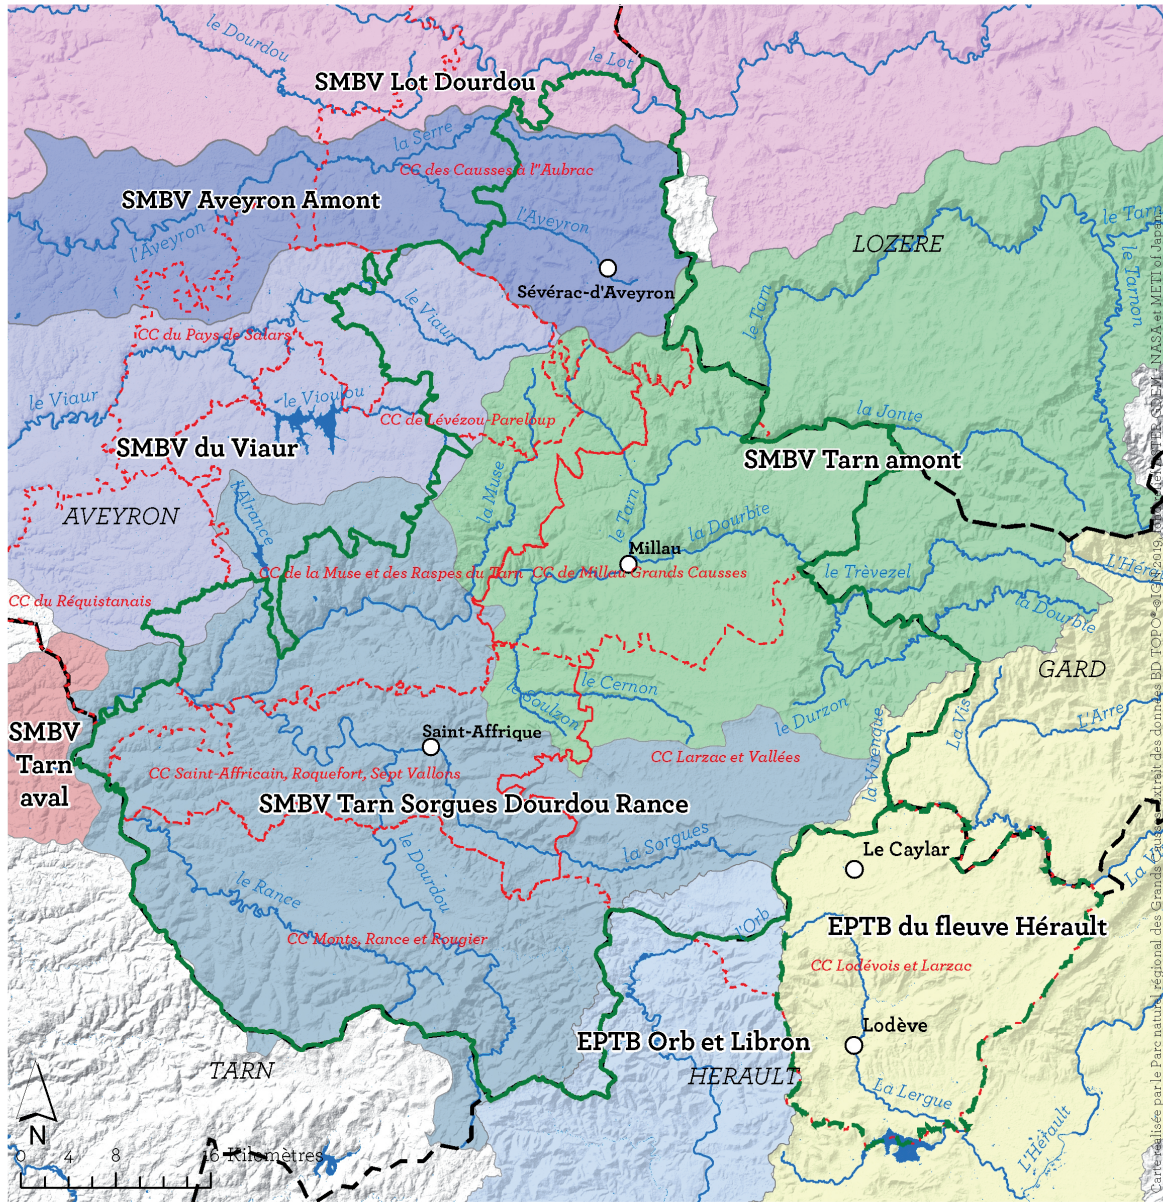 le Dourdou
le Lot
SMBV Lot Dourdou
la Serre
CC des Causses à l"Aubrac
SMBV Aveyron Amont
l'Aveyron
l'Aveyron
LOZERE
le Tarn
le Tarnon
Sévérac-d'Aveyron
le Tarn
le Viaur
CC du Pays de Salars
le Viaur
le Vioulou
CC de Lévézou-Pareloup
la Jonte
SMBV du Viaur
SMBV Tarn amont
la Muse
l'Alrance
AVEYRON
le Tarn
la Dourbie
Millau
CC de la Muse et des Raspes du Tarn
CC de Millau Grands Causses
le Trèvezel
L'Hérault
CC du Réquistanais
la Dourbie
GARD
le Cernon
le Soulzon
le Durzon
La Vis
L'Arre
SMBV
Tarn
aval
Saint-Affrique
la Virenque
CC Larzac et Vallées
CC Saint-Affricain, Roquefort, Sept Vallons
SMBV Tarn Sorgues Dourdou Rance
la Sorgues
Le Caylar
le Dourdou
le Rance
La Vis
l'Orb
EPTB du fleuve Hérault
CC Monts, Rance et Rougier
CC Lodévois et Larzac
Lodève
EPTB Orb et Libron
HERAULT
TARN
La Lergue
L'Hérault
N
0 4 8 16 Kilomètres